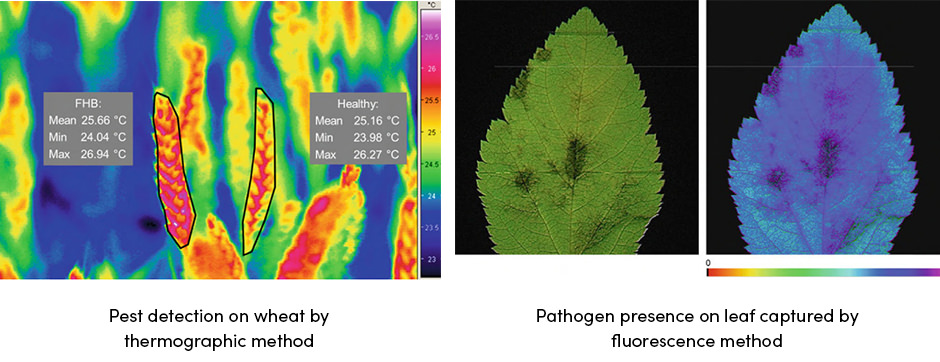 °C
26.5
25.5
25
24.5
24
23.5
23
FHB:
Mean 25.66 °C
Min 24.04 °C
Max 26.94 °C
Healthy:
Mean 25.16 °C
Min 23.98 °C
Max 26.27 °C
0
Pest detection on wheat by
thermographic method
Pathogen presence on leaf captured by
fluorescence method